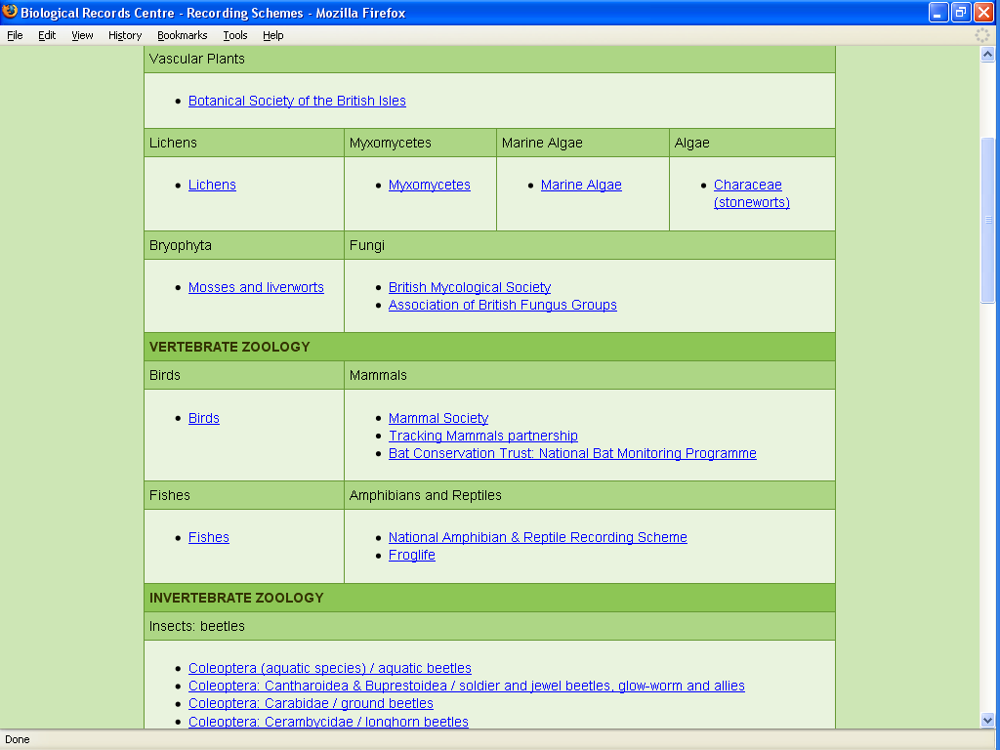 Biological Records Centre - Recording Schemes - Mozilla Firefox
File Edit View History Bookmarks Tools Help
Vascular Plants
Botanical Society of the British Isles
Lichens Myxomycetes Marine Algae Algae
Lichens Myxomycetes Marine Algae Characeae
(stoneworts)
Bryophyta Fungi
Mosses and liverworts British Mycological Society
Association of British Fungus Groups
VERTEBRATE ZOOLOGY
Birds Mammals
Birds Mammal Society
Tracking Mammals partnership
Bat Conservation Trust: National Bat Monitoring Programme
Fishes Amphibians and Reptiles
Fishes National Amphibian & Reptile Recording Scheme
Froglife
INVERTEBRATE ZOOLOGY
Insects: beetles
Coleoptera (aquatic species) / aquatic beetles
Coleoptera: Cantharoidea & Buprestoidea / soldier and jewel beetles, glow-worm and allies
Coleoptera: Carabidae / ground beetles
Coleoptera: Cerambycidae / longhorn beetles
Done